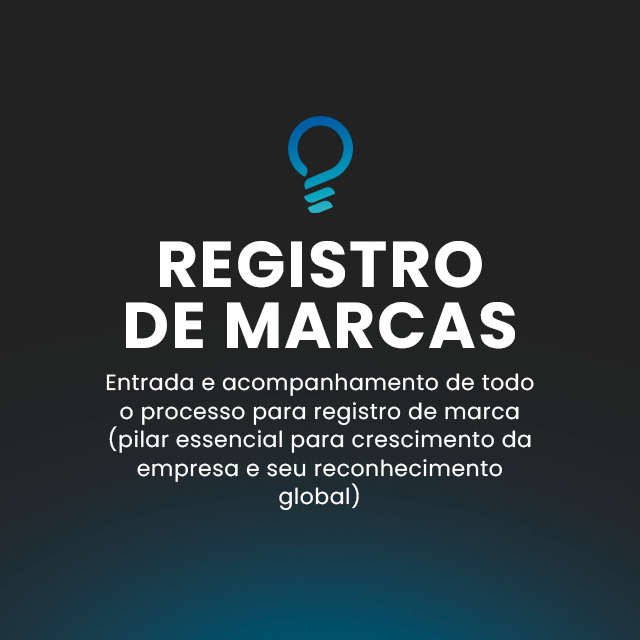 REGISTRO
DE MARCAS
Entrada e acompanhamento de todo
o processo para registro de marca
(pilar essencial para crescimento da
empresa e seu reconhecimento
global)